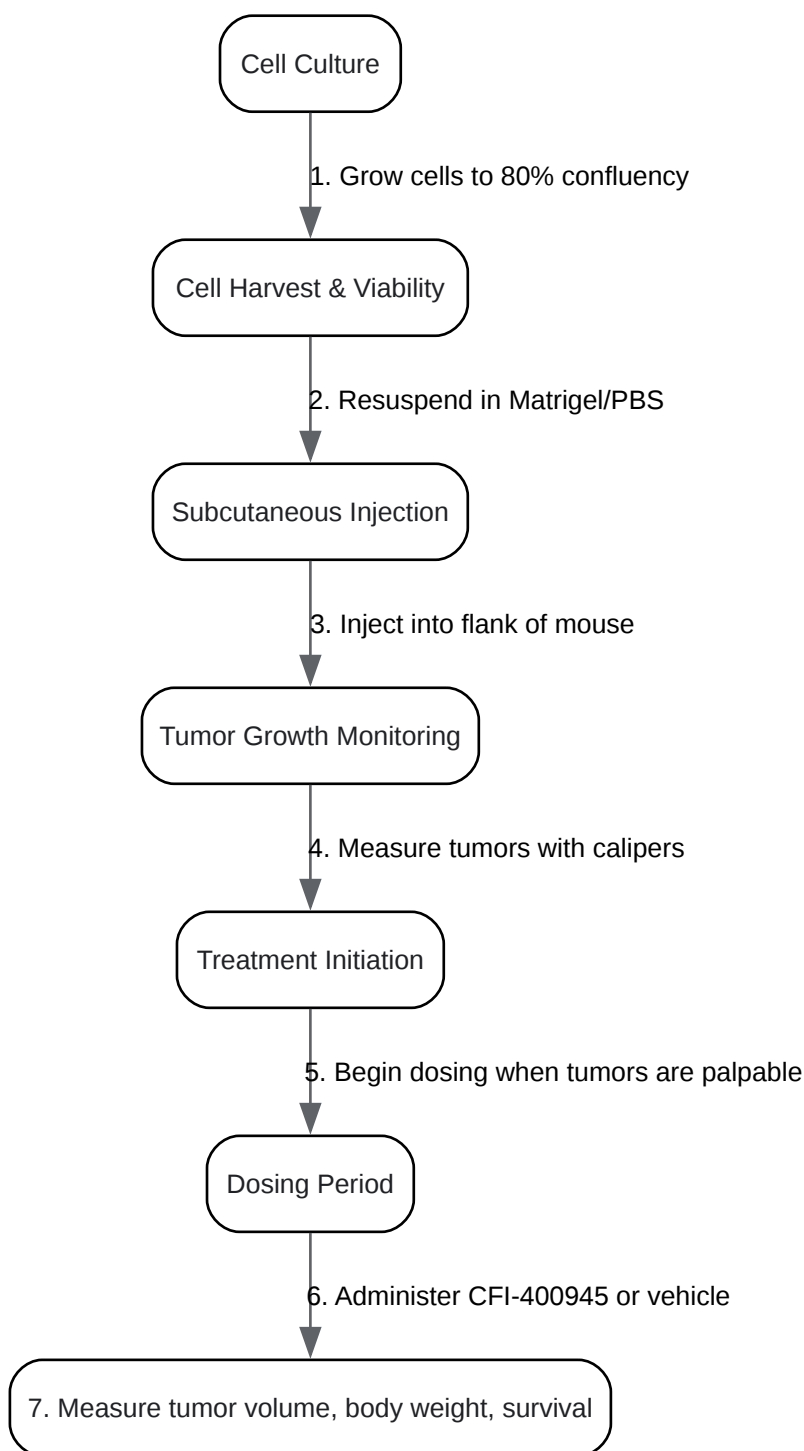 Cell Culture
1. Grow cells to 80% confluency
Cell Harvest & Viability
2. Resuspend in Matrigel/PBS
Subcutaneous Injection
3. Inject into flank of mouse
Tumor Growth Monitoring
4. Measure tumors with calipers
Treatment Initiation
5. Begin dosing when tumors are palpable
Dosing Period
6. Administer CFI-400945 or vehicle
7. Measure tumor volume, body weight, survival